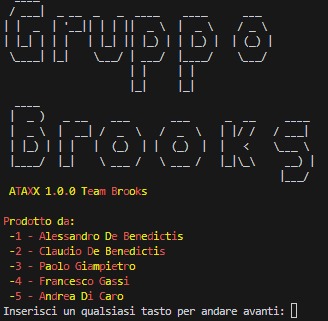 Gruppo
Brooks
ATAXX 1.0.0 Team Brooks
Prodotto da:
-1 - Alessandro De Benedictis
-2 - Claudio De Benedictis
-3 - Paolo Giampietro
-4 - Francesco Gassi
-5 - Andrea Di Caro
Inserisci un qualsiasi tasto per andare avanti: